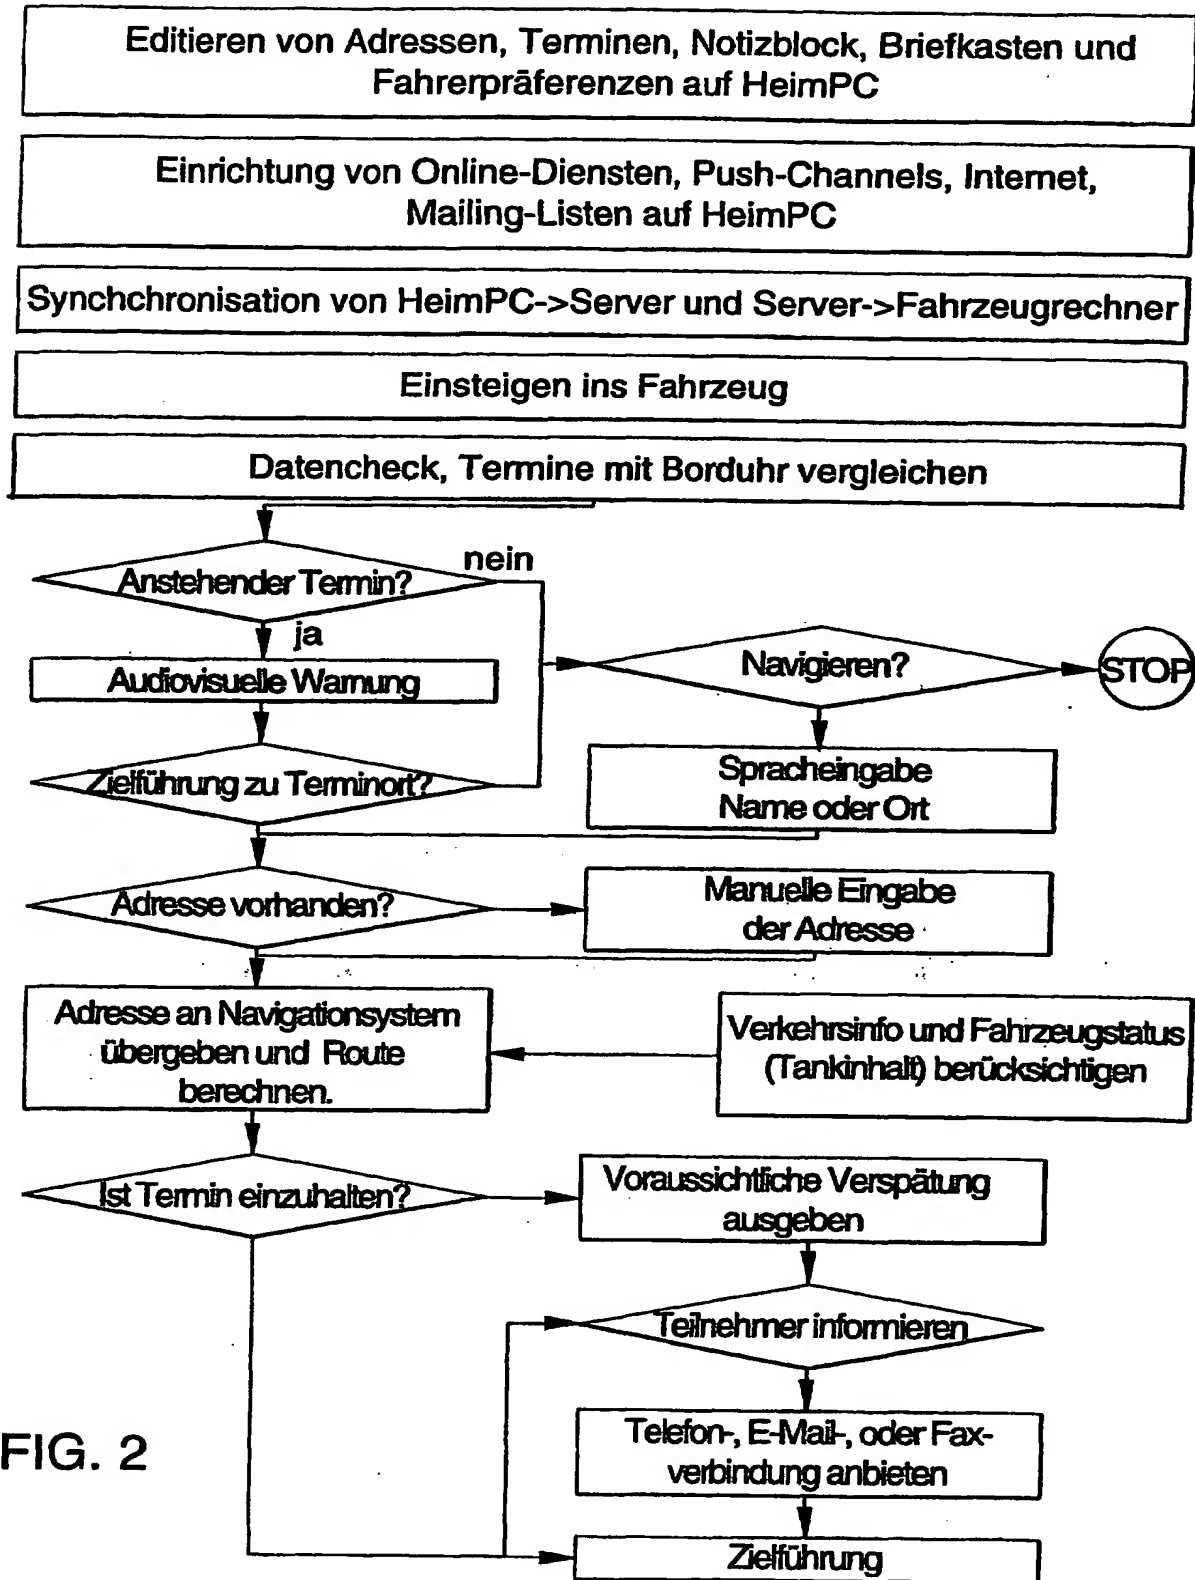 Editieren von Adressen, Terminen, Notizblock, Briefkasten und
Fahrerpräferenzen auf HeimPC
Einrichtung von Online-Diensten, Push-Channels, Internet,
Mailing-Listen auf HeimPC
Synchchronisation von HeimPC->Server und Server->Fahrzeugrechner
Einsteigen ins Fahrzeug
Datencheck, Termine mit Borduhr vergleichen
nein
Anstehender Termin?
ja
Audiovisuelle Warnung
Navigieren?
STOP
Zielführung zu Terminort?
Spracheingabe
Name oder Ort
Adresse vorhanden?
Manuelle Eingabe
der Adresse
Adresse an Navigationsystem
übergeben und Route
berechnen.
Verkehrsinfo und Fahrzeugstatus
(Tankinhalt) berücksichtigen
Ist Termin einzuhalten?
Voraussichtliche Verspätung
ausgeben
Teilnehmer informieren
Telefon-, E-Mail-, oder Fax-
verbindung anbieten
Zielführung
FIG. 2